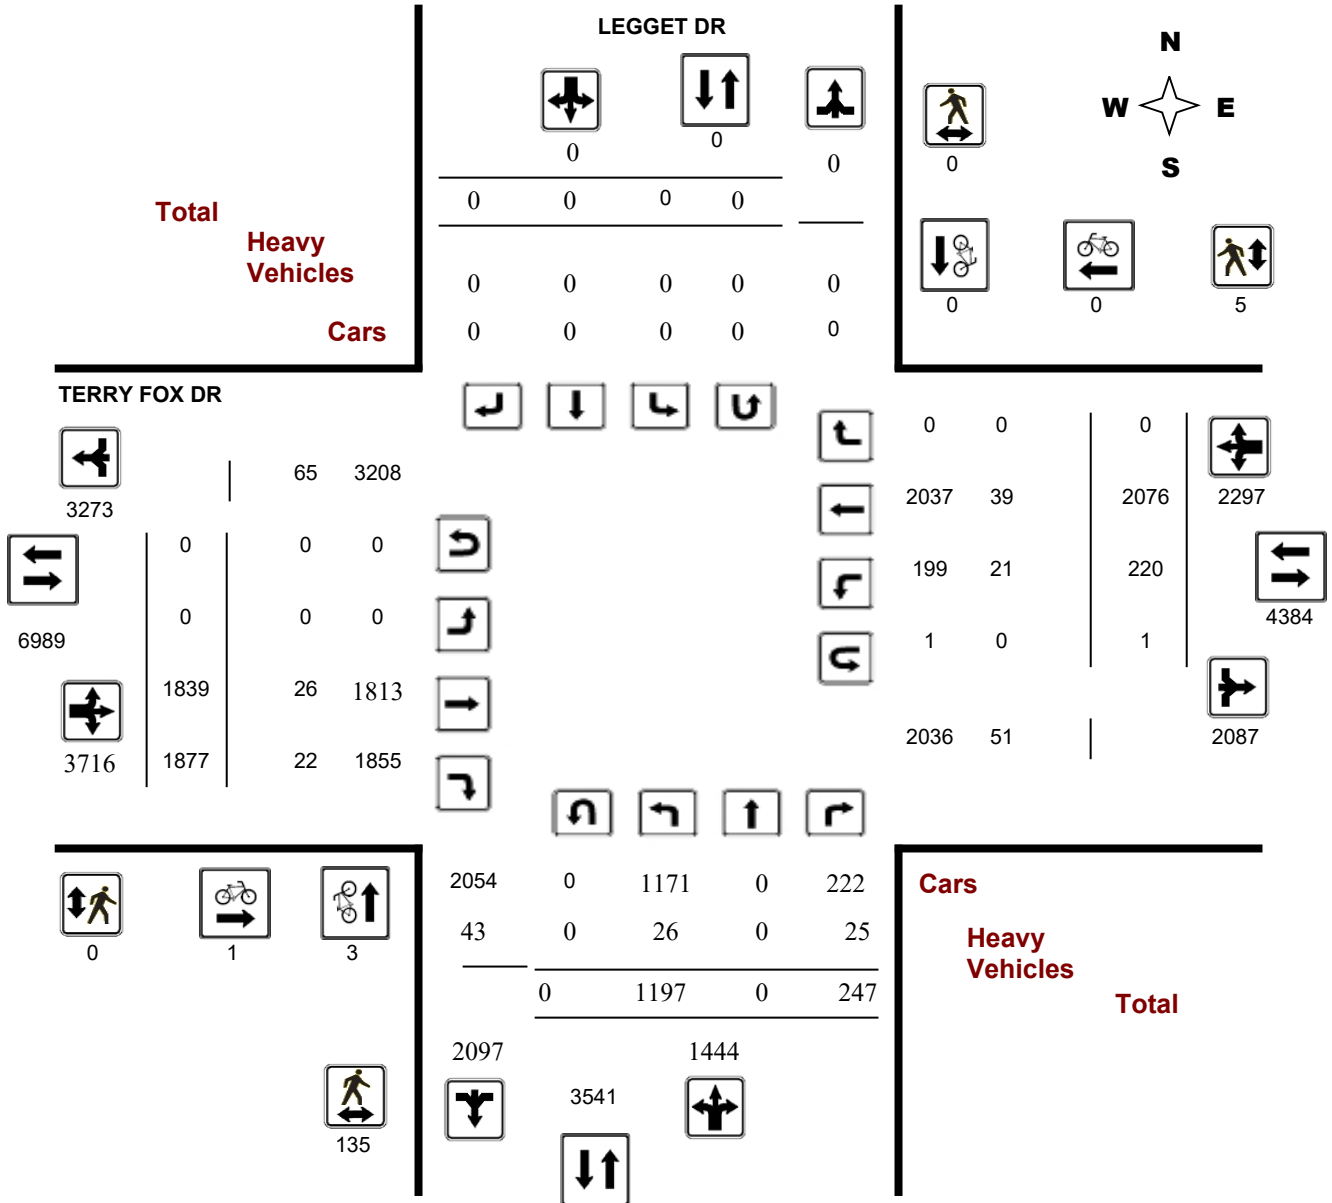 LEGGET DR
N
W E
S
0 0 0 0
0
Total 0 0 0 0
Heavy
Vehicles 0 0 0 0 0
Cars 0 0 0 0 0
0 0 5
TERRY FOX DR
0 0 0
65 3208
3273
2037 39 2076 2297
0 0 0
199 21 220
4384
0 0 0
6989
1 0 1
1839 26 1813
2036 51 2087
3716 1877 22 1855
2054 0 1171 0 222 Cars
43 0 26 0 25 Heavy
Vehicles
0 1 3
0 1197 0 247 Total
2097 1444
3541
135